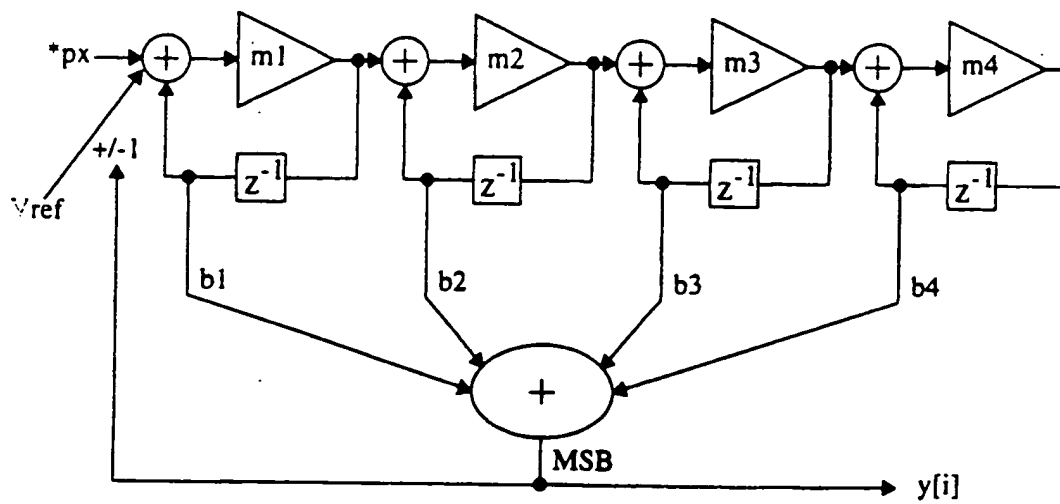 *px
+
m1
+
m2
+
m3
+
m4
+/-1
z⁻¹
z⁻¹
z⁻¹
z⁻¹
Vref
b1
b2
b3
b4
+
MSB
y[i]